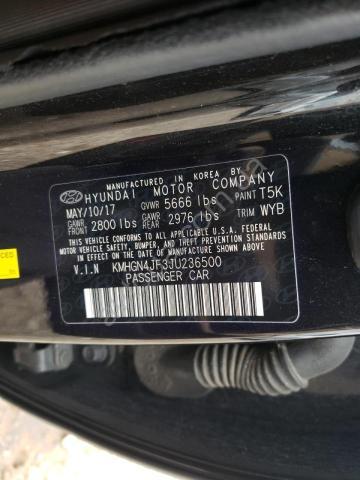 MANUFACTURED IN KOREA BY
HYUNDAI MOTOR COMPANY
MAY/10/17 GVWR 5666 lbs PAINT T5K
GAWR FRONT 2800 lbs GAWR REAR 2976 lbs TRIM WYB
THIS VEHICLE CONFORMS TO ALL APPLICABLE
U.S.A FEDERAL MOTOR VEHICLE SAFETY,
BUMPER, AND THEFT PREVENTION STANDARDS
IN EFFECT ON THE DATE OF MANUFACTURE
SHOWN ABOVE.
V.I.N KMHGN4JF3JU236500
PASSENGER CAR